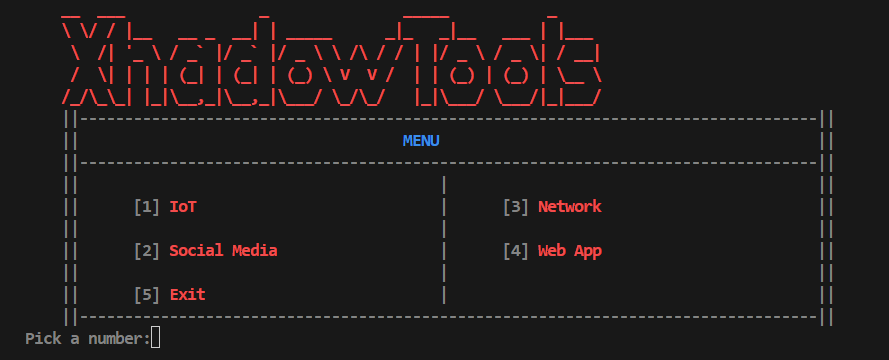 XhadowTools
MENU
[1] IoT [3] Network
[2] Social Media [4] Web App
[5] Exit
Pick a number: